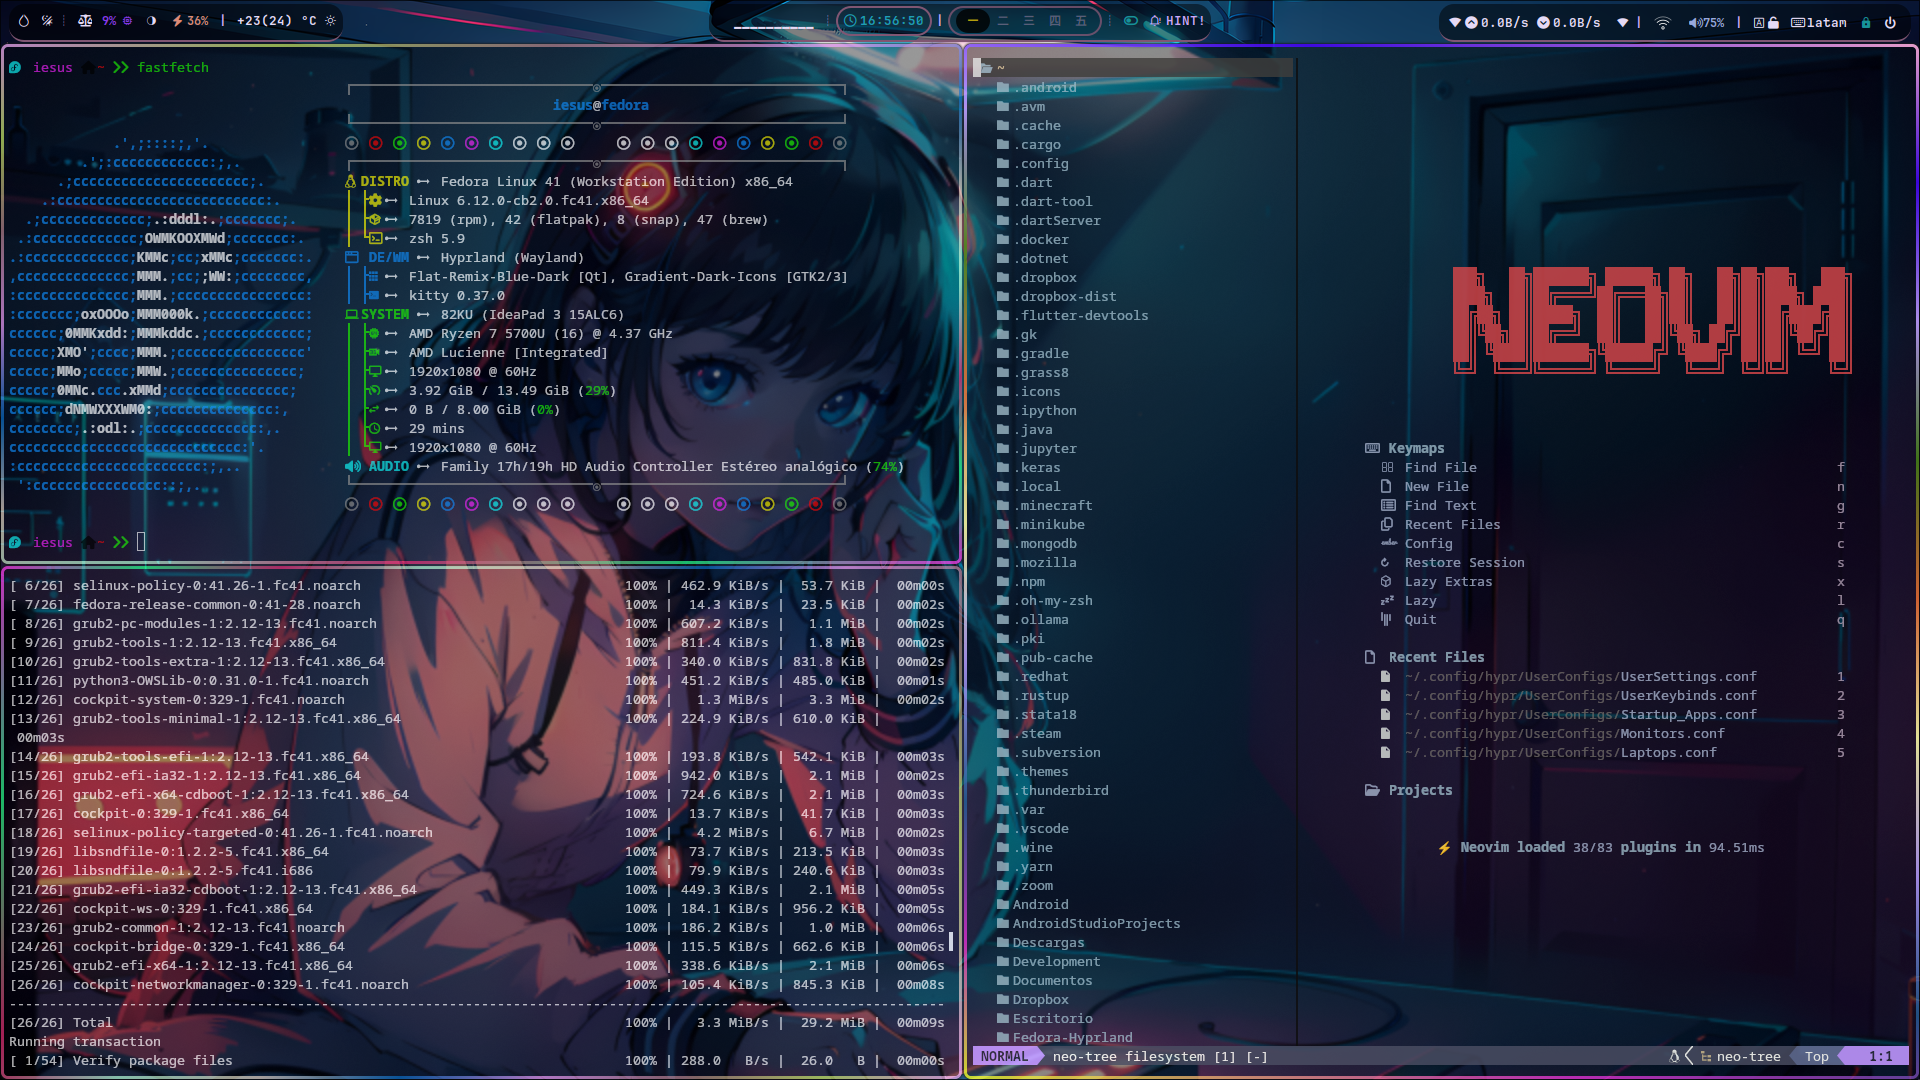 9%
36%
| +23(24) °C
16:56:50 |
一 二 三 四 五
HINT!
0.0B/s 0.0B/s | 75% | latam
iesus ~ fastfetch
iesus@fedora
DISTRO Fedora Linux 41 (Workstation Edition) x86_64
Linux 6.12.0-cb2.0.fc41.x86_64
7819 (rpm), 42 (flatpak), 8 (snap), 47 (brew)
zsh 5.9
DE/WM Hyprland (Wayland)
Flat-Remix-Blue-Dark [Qt], Gradient-Dark-Icons [GTK2/3]
kitty 0.37.0
SYSTEM 82KU (IdeaPad 3 15ALC6)
AMD Ryzen 7 5700U (16) @ 4.37 GHz
AMD Lucienne [Integrated]
1920x1080 @ 60Hz
3.92 GiB / 13.49 GiB (29%)
0 B / 8.00 GiB (0%)
29 mins
1920x1080 @ 60Hz
AUDIO Family 17h/19h HD Audio Controller Estéreo analógico (74%)
iesus ~
[ 6/26] selinux-policy-0:41.26-1.fc41.noarch 100% | 462.9 KiB/s | 53.7 KiB | 00m00s
[ 7/26] fedora-release-common-0:41-28.noarch 100% | 14.3 KiB/s | 23.5 KiB | 00m02s
[ 8/26] grub2-pc-modules-1:2.12-13.fc41.noarch 100% | 607.2 KiB/s | 1.1 MiB | 00m02s
[ 9/26] grub2-tools-1:2.12-13.fc41.x86_64 100% | 811.4 KiB/s | 1.8 MiB | 00m02s
[10/26] grub2-tools-extra-1:2.12-13.fc41.x86_64 100% | 340.0 KiB/s | 831.8 KiB | 00m02s
[11/26] python3-OWSLib-0:0.31.0-1.fc41.noarch 100% | 451.2 KiB/s | 485.0 KiB | 00m01s
[12/26] cockpit-system-0:329-1.fc41.noarch 100% | 1.3 MiB/s | 3.3 MiB | 00m02s
[13/26] grub2-tools-minimal-1:2.12-13.fc41.x86_64 100% | 224.9 KiB/s | 610.0 KiB |
00m03s
[14/26] grub2-tools-efi-1:2.12-13.fc41.x86_64 100% | 193.8 KiB/s | 542.1 KiB | 00m03s
[15/26] grub2-efi-ia32-1:2.12-13.fc41.x86_64 100% | 942.0 KiB/s | 2.1 MiB | 00m02s
[16/26] grub2-efi-x64-cdboot-1:2.12-13.fc41.x86_64 100% | 724.6 KiB/s | 2.1 MiB | 00m03s
[17/26] cockpit-0:329-1.fc41.x86_64 100% | 13.7 KiB/s | 41.7 KiB | 00m03s
[18/26] selinux-policy-targeted-0:41.26-1.fc41.noarch 100% | 4.2 MiB/s | 6.7 MiB | 00m02s
[19/26] libsndfile-0:1.2.2-5.fc41.x86_64 100% | 73.7 KiB/s | 213.5 KiB | 00m03s
[20/26] libsndfile-0:1.2.2-5.fc41.i686 100% | 79.9 KiB/s | 240.6 KiB | 00m03s
[21/26] grub2-efi-ia32-cdboot-1:2.12-13.fc41.x86_64 100% | 449.3 KiB/s | 2.1 MiB | 00m05s
[22/26] cockpit-ws-0:329-1.fc41.x86_64 100% | 184.1 KiB/s | 956.2 KiB | 00m05s
[23/26] grub2-common-1:2.12-13.fc41.noarch 100% | 186.2 KiB/s | 1.0 MiB | 00m06s
[24/26] cockpit-bridge-0:329-1.fc41.x86_64 100% | 115.5 KiB/s | 662.6 KiB | 00m06s
[25/26] grub2-efi-x64-1:2.12-13.fc41.x86_64 100% | 338.6 KiB/s | 2.1 MiB | 00m06s
[26/26] cockpit-networkmanager-0:329-1.fc41.noarch 100% | 105.4 KiB/s | 845.3 KiB | 00m08s
[26/26] Total 100% | 3.3 MiB/s | 29.2 MiB | 00m09s
Running transaction
[ 1/54] Verify package files 100% | 288.0 B/s | 26.0 B | 00m00s
~
.android
.avm
.cache
.cargo
.config
.dart
.dart-tool
.dartServer
.docker
.dotnet
.dropbox
.dropbox-dist
.flutter-devtools
.gk
.gradle
.grass8
.icons
.ipython
.java
.jupyter
.keras
.local
.minecraft
.minikube
.mongodb
.mozilla
.npm
.oh-my-zsh
.ollama
.pki
.pub-cache
.redhat
.rustup
.stata18
.steam
.subversion
.themes
.thunderbird
.var
.vscode
.wine
.yarn
.zoom
Android
AndroidStudioProjects
Descargas
Development
Documentos
Dropbox
Escritorio
Fedora-Hyprland
NORMAL neo-tree filesystem [1] [-] neo-tree Top 1:1
NEOVIM
Keymaps
Find File f
New File n
Find Text g
Recent Files r
Config c
Restore Session s
Lazy Extras x
Lazy l
Quit q
Recent Files
~/.config/hypr/UserConfigs/UserSettings.conf 1
~/.config/hypr/UserConfigs/UserKeybinds.conf 2
~/.config/hypr/UserConfigs/Startup_Apps.conf 3
~/.config/hypr/UserConfigs/Monitors.conf 4
~/.config/hypr/UserConfigs/Laptops.conf 5
Projects
Neovim loaded 38/83 plugins in 94.51ms